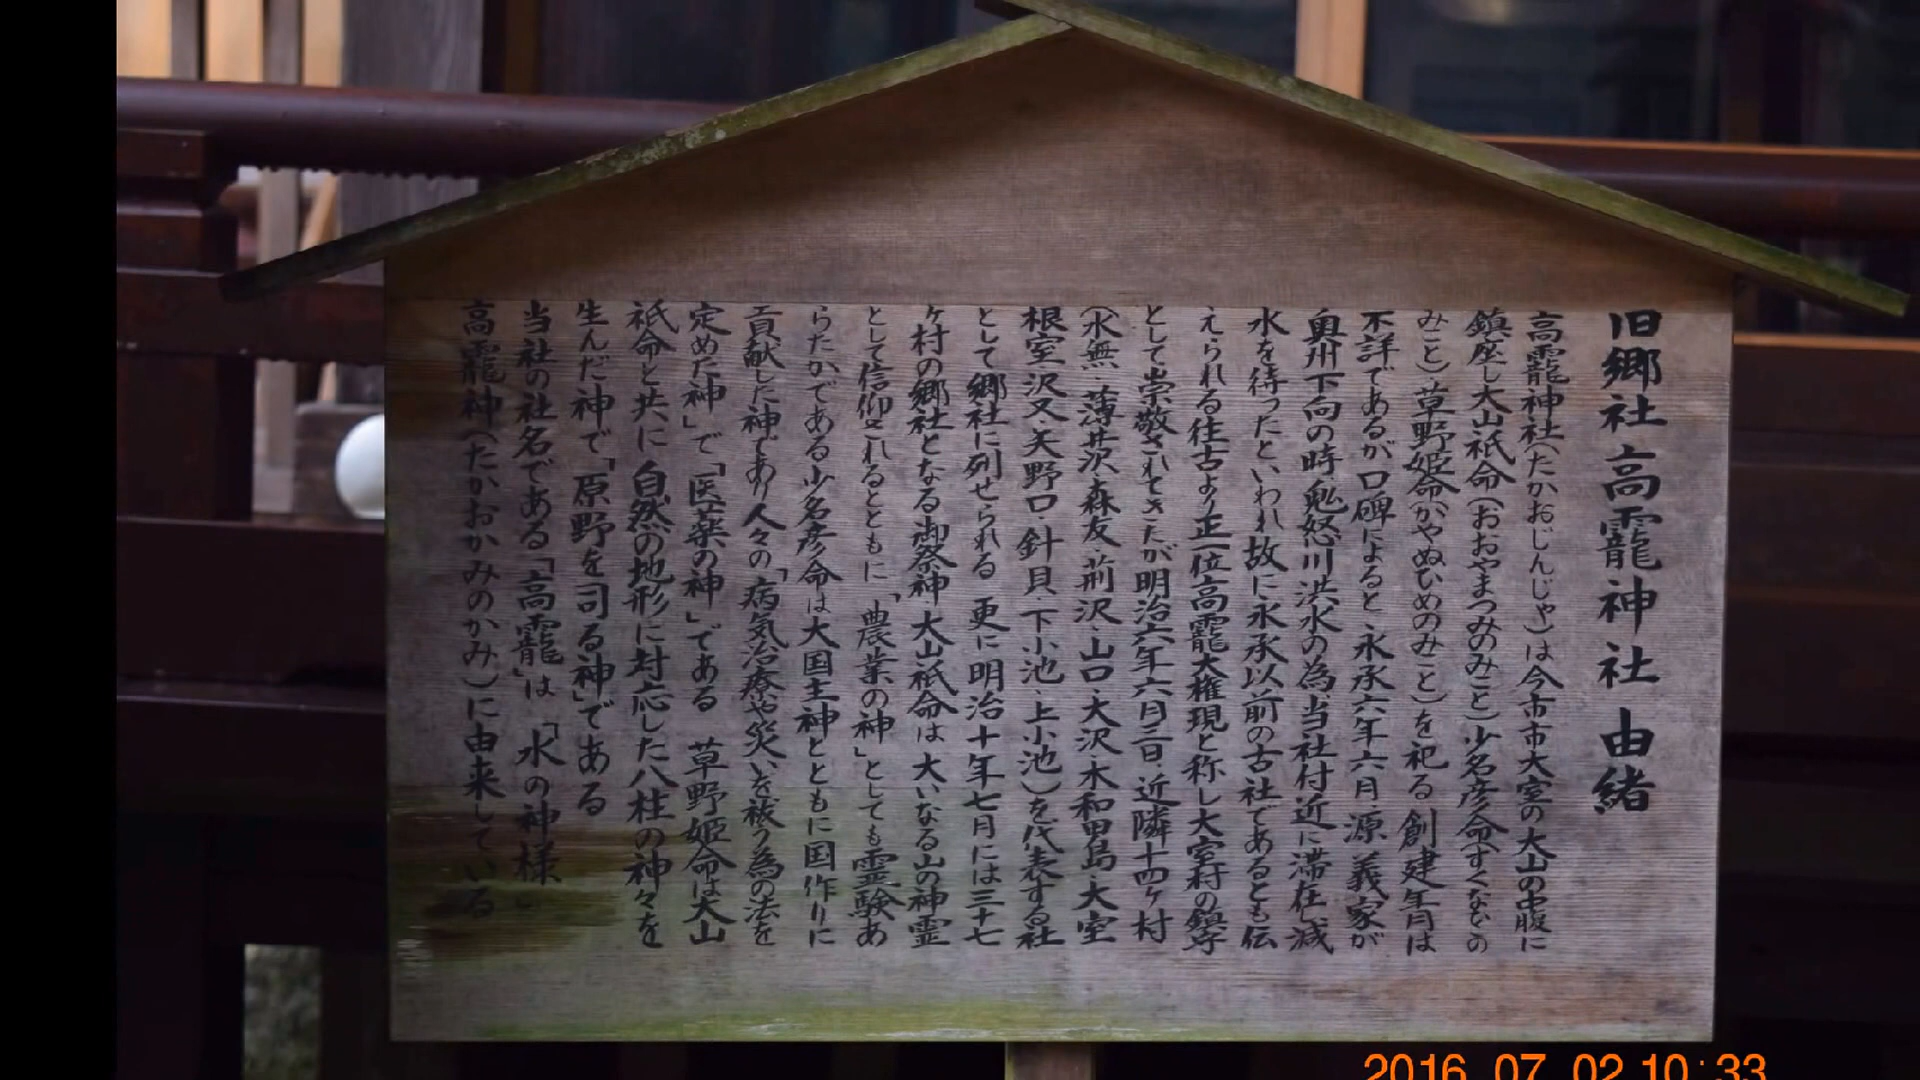 旧郷社 高龗神社 由緒
高龗神社(たかおじんじゃ)は今市市大室の大山の中腹に
鎮座し大山祇命(おおやまつみのみこと)少名彦命(すくなひの
みこと)草野姫命(かやぬひめのみこと)を祀る 創建年月は
不詳であるが口碑によると、永承六年六月 源 義家が
奥州下向の時鬼怒川洪水の為、当社付近に滞在し減
水を待ったといわれ故に永承以前の古社であるとも伝
えられる往古より正一位高龗大権現と称し大室村の鎮守
として崇敬されてきたが明治六年六月三日 近隣十四ヶ村
(水無・薄井沢・森友・荊沢・山口・大沢・木和田島・大室
根室・沢又・矢野口・針貝・下小池・上小池)を代表する社
として郷社に列せられる 更に明治十年七月には三十七
ヶ村の郷社となる御祭神 大山祇命は大いなる山の神霊
として信仰されるとともに「農業の神」としても霊験あ
らたかである少名彦命は大国主神とともに国作りに
貢献した神であり人々の「病気治療や災いを祓う為の法を
定めた神」で「医薬の神」である 草野姫命は大山
祇命と共に 自然の地形に対応した八柱の神々を
生んだ神で「原野を司る神」である
当社の社名である「高龗」は 「水の神様」
高龗神(たかおかみのかみ)に由来している
2016 07 02 10:33